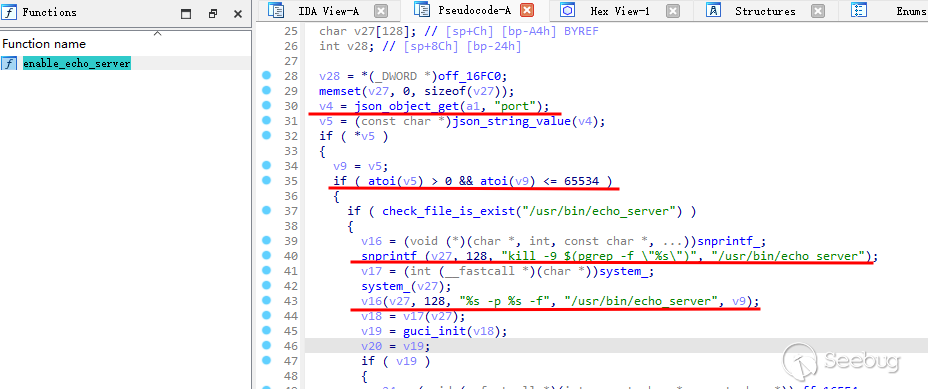 Functions
IDA View-A
Pseudocode-A
Hex View-1
Structures
Enums
Function name
f enable_echo_server
25 char v27[128]; // [sp+Ch] [bp-A4h] BYREF
26 int v28; // [sp+8Ch] [bp-24h]
27
28 v28 = *(_DWORD *)off_16FC0;
29 memset(v27, 0, sizeof(v27));
30 v4 = json_object_get(a1, "port");
31 v5 = (const char *)json_string_value(v4);
32 if ( *v5 )
33 {
34 v9 = v5;
35 if ( atoi(v5) > 0 && atoi(v9) <= 65534 )
36 {
37 if ( check_file_is_exist("/usr/bin/echo_server") )
38 {
39 v16 = (void (*)(char *, int, const char *, ...))snprintf_;
40 snprintf_(v27, 128, "kill -9 $(pgrep -f \"%s\")", "/usr/bin/echo_server");
41 v17 = (int (__fastcall *)(char *))system_;
42 system_(v27);
43 v16(v27, 128, "%s -p %s -f", "/usr/bin/echo_server", v9);
44 v18 = v17(v27);
45 v19 = guci_init(v18);
46 v20 = v19;
47 if ( v19 )
48 {
Seebug